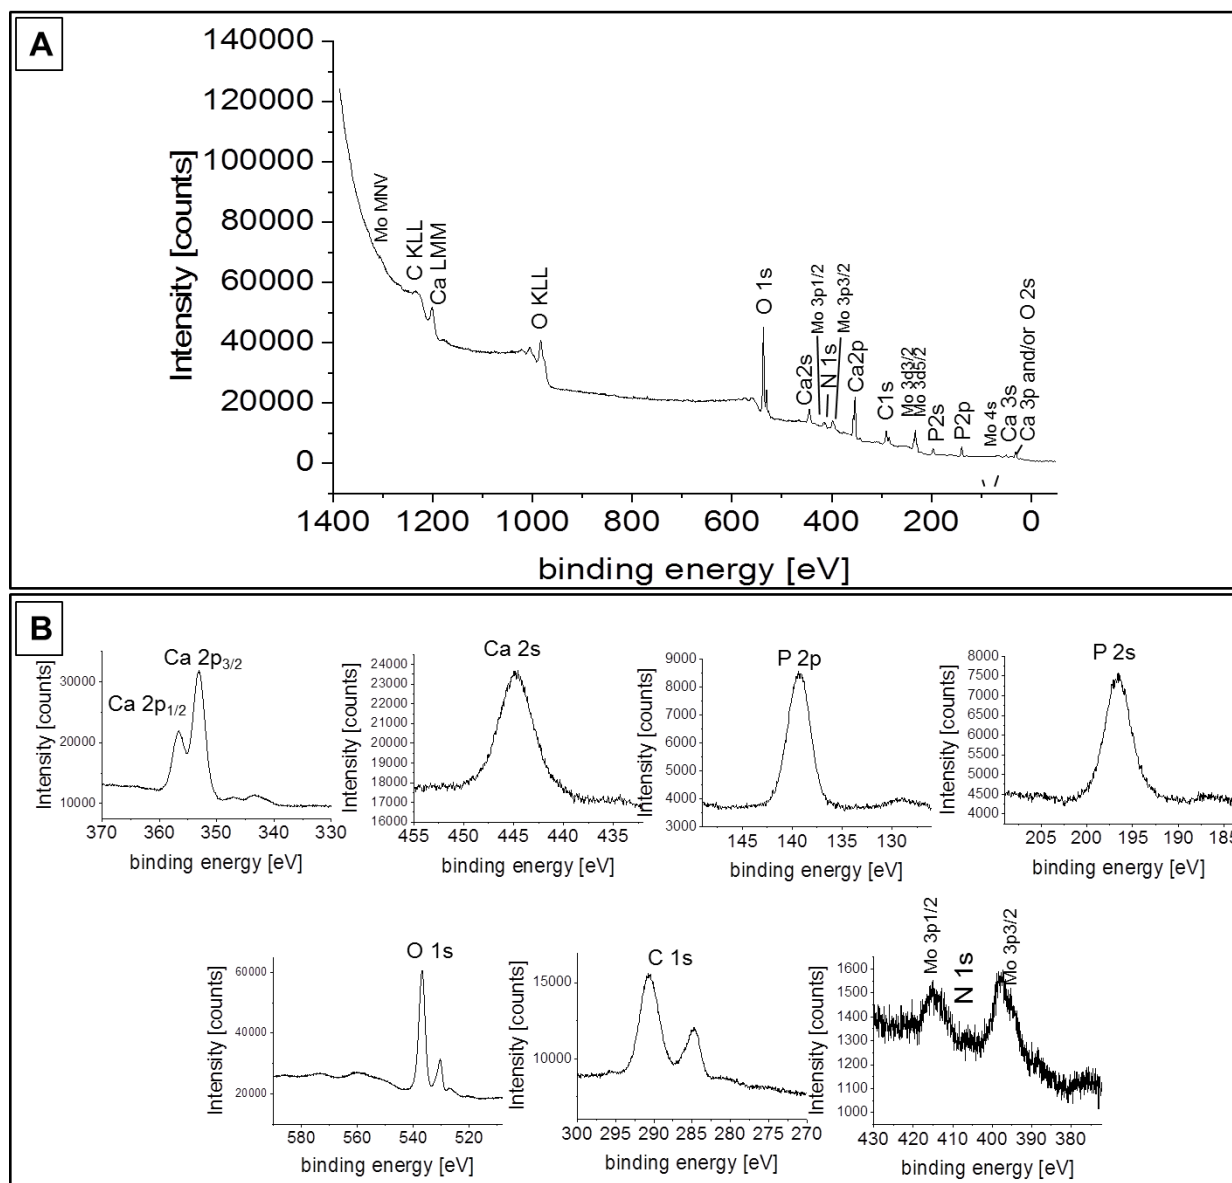 A
Intensity [counts]
140000
120000
100000
80000
60000
40000
20000
0
Mo MNV
C KLL
Ca LMM
O KLL
O 1s
Ca2s
Mo 3p1/2
N 1s
Mo 3p3/2
Ca2p
C1s
Mo 3d3/2
Mo 3d5/2
P2s
P2p
Mo 4s
Ca 3s
Ca 3p and/or O 2s
1400 1200 1000 800 600 400 200 0
binding energy [eV]
B
Ca 2p3/2
Ca 2p1/2
Intensity [counts]
30000
20000
10000
370 360 350 340 330
binding energy [eV]
Ca 2s
Intensity [counts]
24000
23000
22000
21000
20000
19000
18000
17000
16000
455 450 445 440 435
binding energy [eV]
P 2p
Intensity [counts]
9000
8000
7000
6000
5000
4000
3000
145 140 135 130
binding energy [eV]
P 2s
Intensity [counts]
8000
7500
7000
6500
6000
5500
5000
4500
4000
205 200 195 190 185
binding energy [eV]
O 1s
Intensity [counts]
60000
40000
20000
580 560 540 520
binding energy [eV]
C 1s
Intensity [counts]
15000
10000
300 295 290 285 280 275 270
binding energy [eV]
Mo 3p1/2
N 1s
Mo 3p3/2
Intensity [counts]
1600
1500
1400
1300
1200
1100
1000
430 420 410 400 390 380
binding energy [eV]